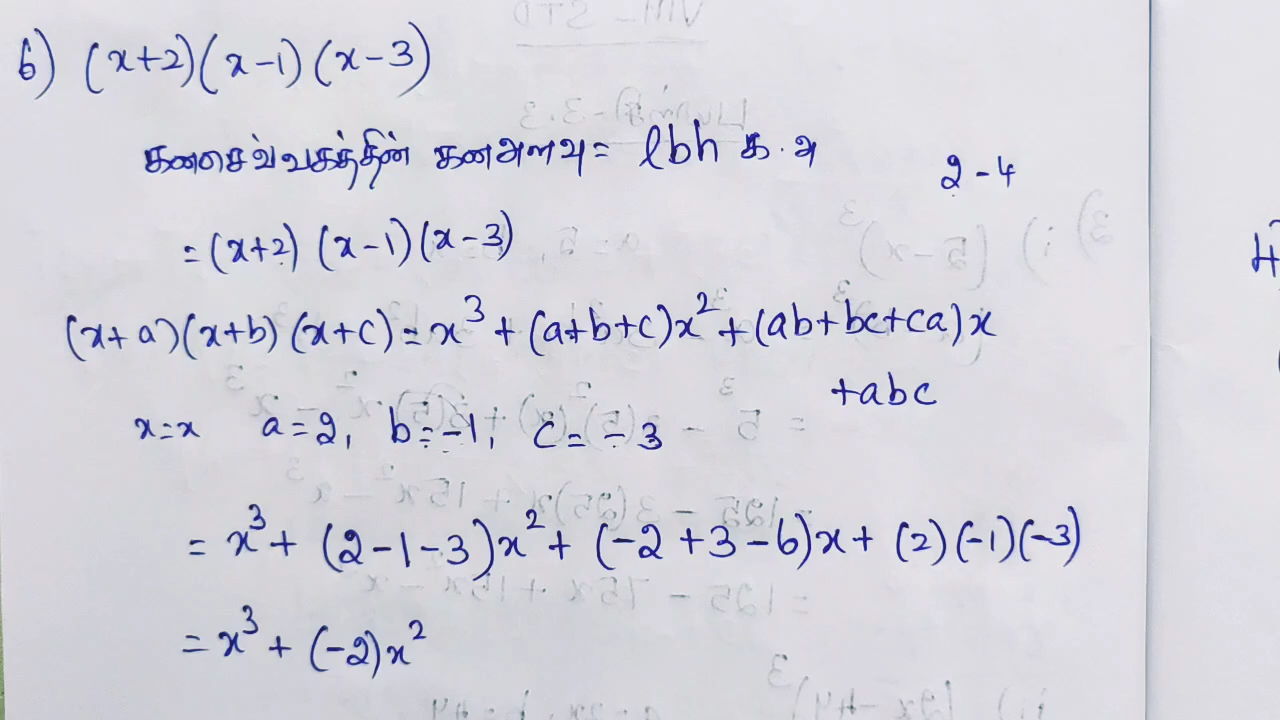 6) (x+2)(x-1)(x-3)
கனசெவ்வகத்தின் கனஅளவு = lbh க.அ
2-4
= (x+2) (x-1)(x-3)
(x+a)(x+b)(x+c) = x³ + (a+b+c)x² + (ab+bc+ca)x
+abc
x=x a=2, b=-1, c=-3
= x³ + (2-1-3)x² + (-2+3-6)x + (2)(-1)(-3)
= x³ + (-2)x²